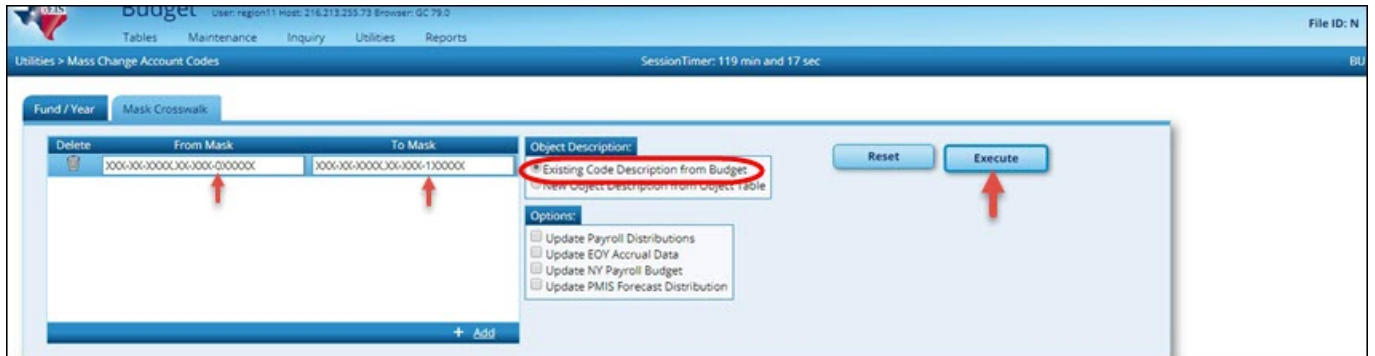 Budget User: region11 Host: 216.213.255.73 Browser: GC 79.0
File ID: N
Tables Maintenance Inquiry Utilities Reports
Utilities > Mass Change Account Codes SessionTimer: 119 min and 17 sec BU
Fund / Year Mask Crosswalk
Delete From Mask To Mask Object Description:
XXX-XX-XXXX.XX-XXX-0XXXXX XXX-XX-XXXX.XX-XXX-1XXXXX Existing Code Description from Budget Reset Execute
New Object Description from Object Table
Options:
Update Payroll Distributions
Update EOY Accrual Data
Update NY Payroll Budget
Update PMIS Forecast Distribution
+ Add